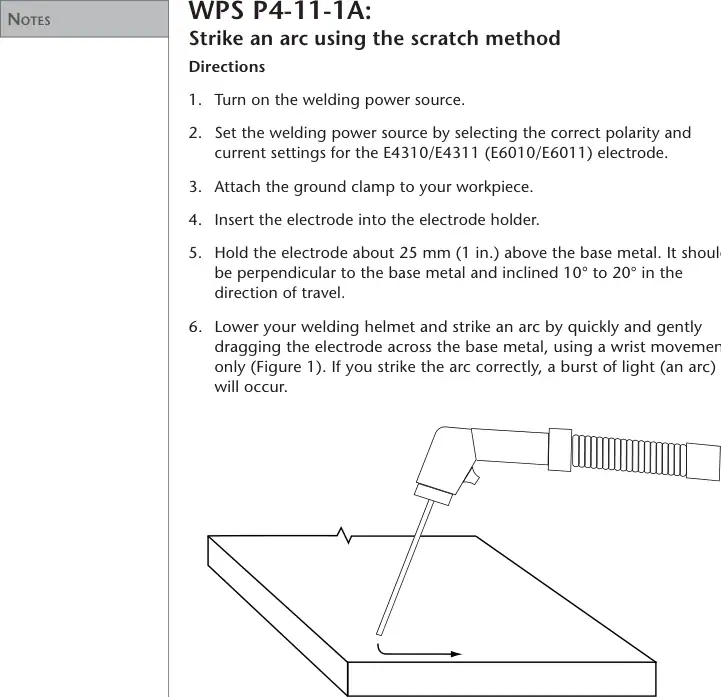 NOTES
WPS P4-11-1A:
Strike an arc using the scratch method
Directions
1. Turn on the welding power source.
2. Set the welding power source by selecting the correct polarity and
current settings for the E4310/E4311 (E6010/E6011) electrode.
3. Attach the ground clamp to your workpiece.
4. Insert the electrode into the electrode holder.
5. Hold the electrode about 25 mm (1 in.) above the base metal. It shoul
be perpendicular to the base metal and inclined 10° to 20° in the
direction of travel.
6. Lower your welding helmet and strike an arc by quickly and gently
dragging the electrode across the base metal, using a wrist movemen
only (Figure 1). If you strike the arc correctly, a burst of light (an arc)
will occur.